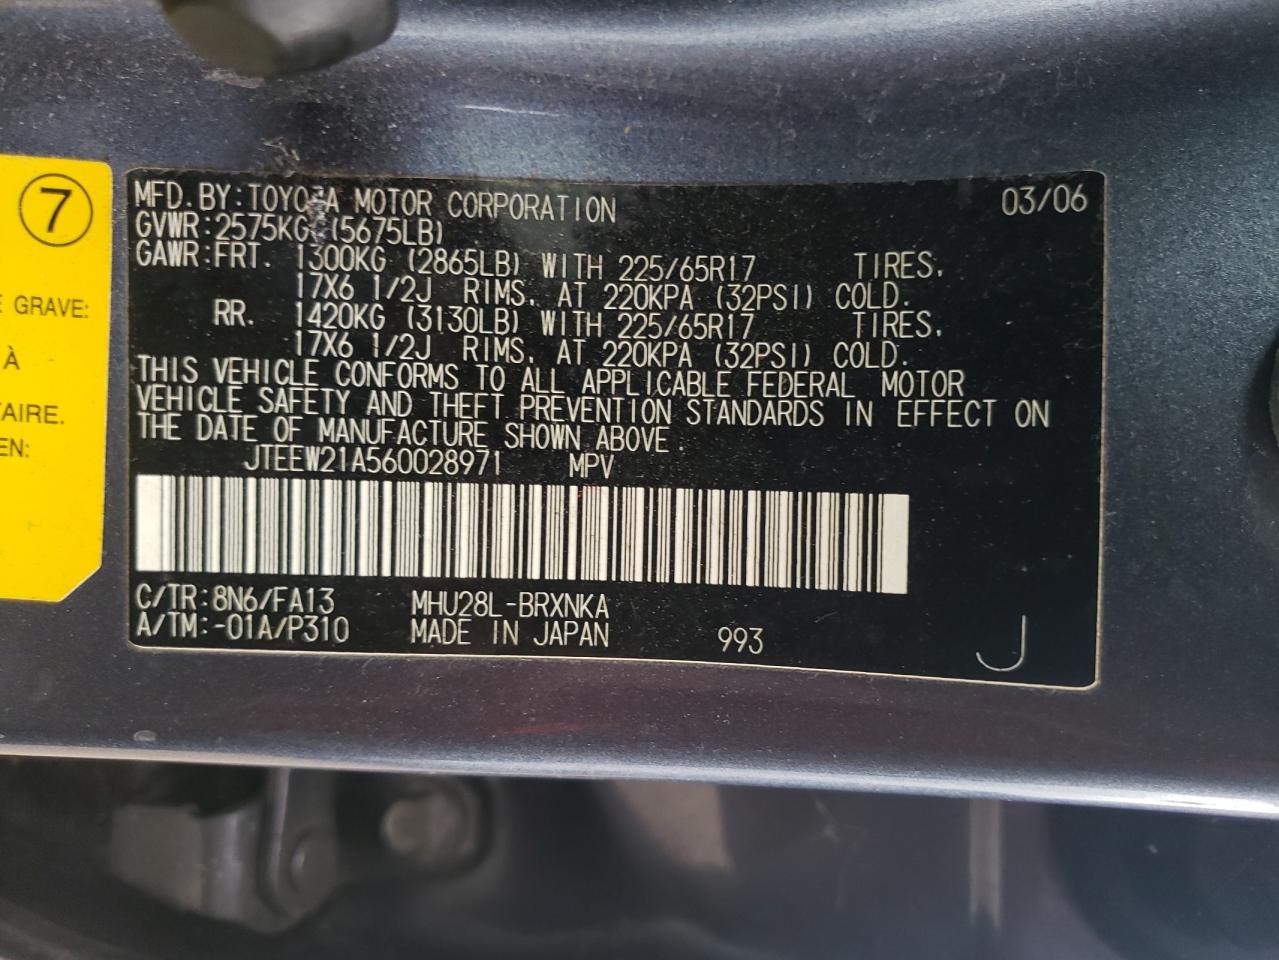 7
E GRAVE:
À
TAIRE.
EN:
MFD. BY: TOYOTA MOTOR CORPORATION 03/06
GVWR: 2575KG (5675LB)
GAWR: FRT. 1300KG (2865LB) WITH 225/65R17 TIRES.
17X6 1/2J RIMS. AT 220KPA (32PSI) COLD.
RR. 1420KG (3130LB) WITH 225/65R17 TIRES.
17X6 1/2J RIMS. AT 220KPA (32PSI) COLD.
THIS VEHICLE CONFORMS TO ALL APPLICABLE FEDERAL MOTOR
VEHICLE SAFETY AND THEFT PREVENTION STANDARDS IN EFFECT ON
THE DATE OF MANUFACTURE SHOWN ABOVE.
JTEEW21A560028971 MPV
C/TR: 8N6/FA13 MHU28L-BRXNKA
A/TM: -01A/P310 MADE IN JAPAN 993 J